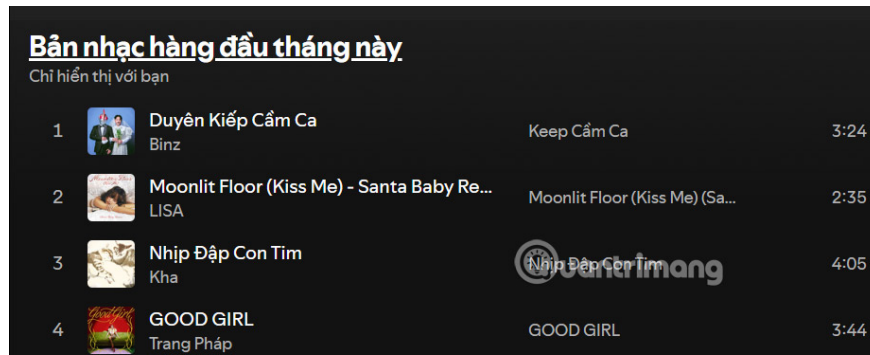 Bản nhạc hàng đầu tháng này
Chỉ hiển thị với bạn
1 Duyên Kiếp Cầm Ca Keep Cầm Ca 3:24
Binz
2 Moonlit Floor (Kiss Me) - Santa Baby Re... Moonlit Floor (Kiss Me) (Sa... 2:35
LISA
3 Nhịp Đập Con Tim Nhịp Đập Con Tim 4:05
Kha
uantrimang
4 GOOD GIRL GOOD GIRL 3:44
Trang Pháp